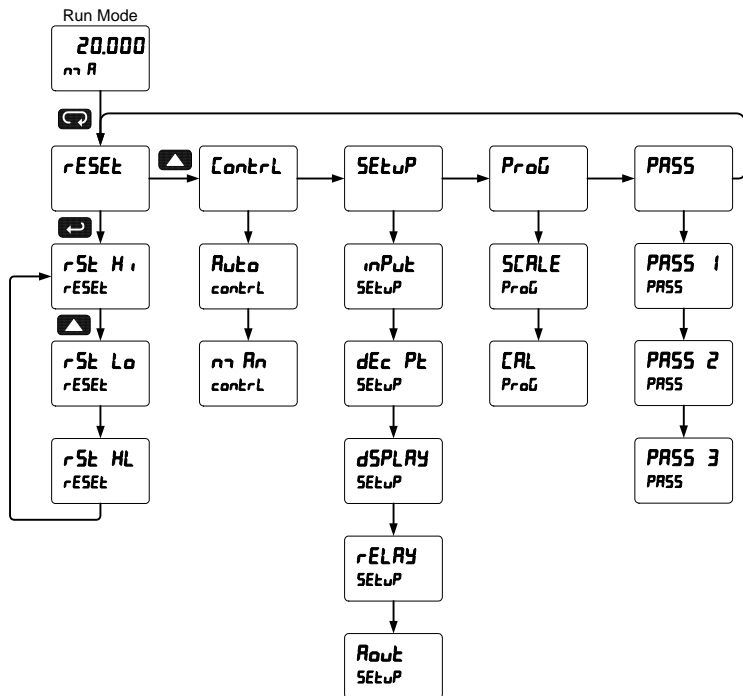 Run Mode
20.000
mA
rESEt
ContrL
SEtuP
ProG
PASS
rSt Hi
rESEt
Auto
contrL
inPut
SEtuP
SCALE
ProG
PASS 1
PASS
rSt Lo
rESEt
mAn
contrL
dEc Pt
SEtuP
CAL
ProG
PASS 2
PASS
rSt HL
rESEt
dSPLAY
SEtuP
PASS 3
PASS
rELAY
SEtuP
Aout
SEtuP